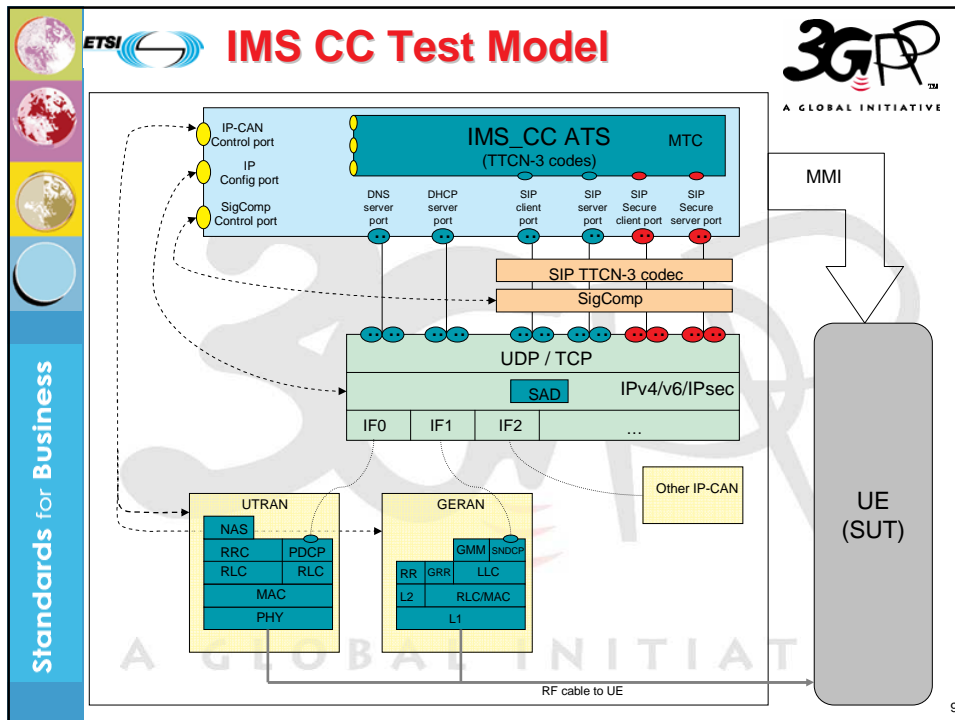 ETSI
IMS CC Test Model
3GPP
TM
A GLOBAL INITIATIVE
IP-CAN
Control port
IP
Config port
SigComp
Control port
IMS_CC ATS
(TTCN-3 codes)
MTC
MMI
DNS
server
port
DHCP
server
port
SIP
client
port
SIP
server
port
SIP
Secure
client port
SIP
Secure
server port
SIP TTCN-3 codec
SigComp
UDP / TCP
SAD
IPv4/v6/IPsec
IF0
IF1
IF2
...
Other IP-CAN
UE
(SUT)
UTRAN
NAS
RRC
PDCP
RLC
RLC
MAC
PHY
GERAN
GMM
SNDCP
RR
GRR
LLC
L2
RLC/MAC
L1
A GLOBAL INITIAT
RF cable to UE
Standards for Business
9